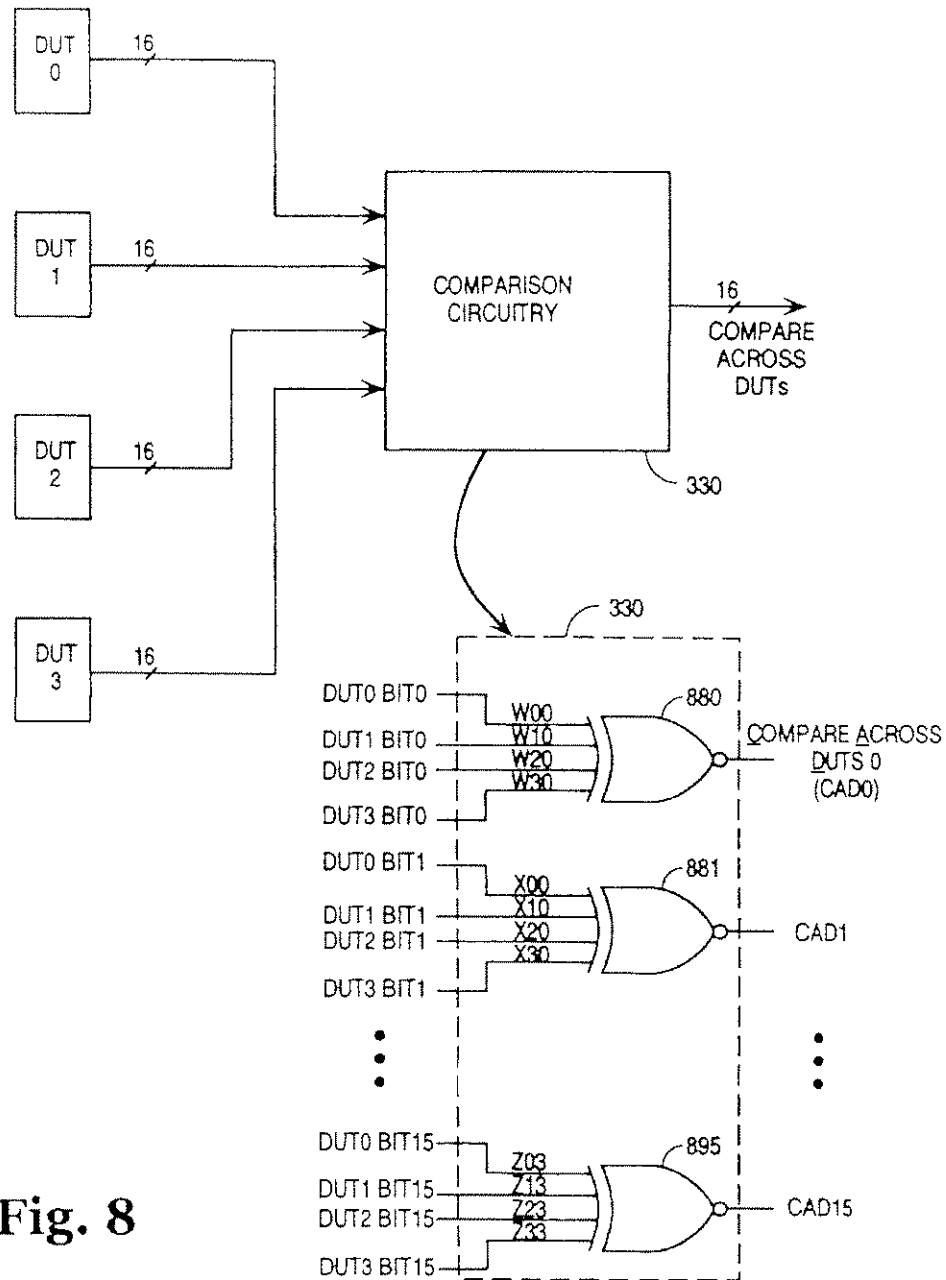 DUT
0
16
DUT
1
16
COMPARISON
CIRCUITRY
16
COMPARE
ACROSS
DUTs
DUT
2
16
330
DUT
3
16
330
DUT0 BIT0
W00
880
DUT1 BIT0
W10
DUT2 BIT0
W20
DUT3 BIT0
W30
COMPARE ACROSS
DUTS 0
(CAD0)
DUT0 BIT1
X00
881
DUT1 BIT1
X10
DUT2 BIT1
X20
DUT3 BIT1
X30
CAD1
DUT0 BIT15
Z03
895
DUT1 BIT15
Z13
DUT2 BIT15
Z23
DUT3 BIT15
Z33
CAD15
Fig. 8